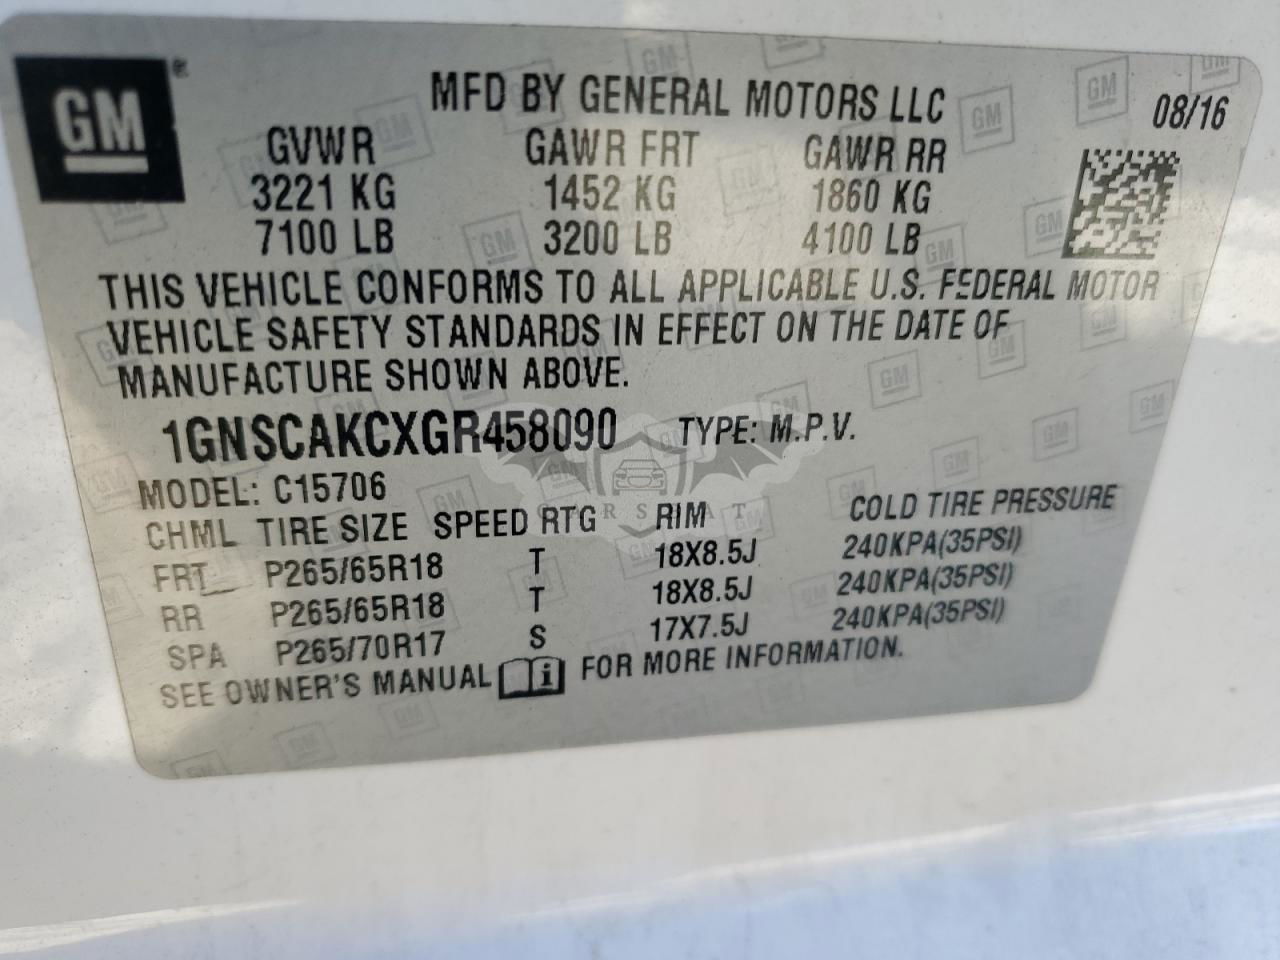 GM®
MFD BY GENERAL MOTORS LLC
08/16
GVWR GAWR FRT GAWR RR
3221 KG 1452 KG 1860 KG
7100 LB 3200 LB 4100 LB
THIS VEHICLE CONFORMS TO ALL APPLICABLE U.S. FEDERAL MOTOR
VEHICLE SAFETY STANDARDS IN EFFECT ON THE DATE OF
MANUFACTURE SHOWN ABOVE.
1GNSCAKCXGR458090 TYPE: M.P.V.
MODEL: C15706
CHML TIRE SIZE SPEED RTG RIM COLD TIRE PRESSURE
FRT P265/65R18 T 18X8.5J 240KPA(35PSI)
RR P265/65R18 T 18X8.5J 240KPA(35PSI)
SPA P265/70R17 S 17X7.5J 240KPA(35PSI)
SEE OWNER'S MANUAL i FOR MORE INFORMATION.